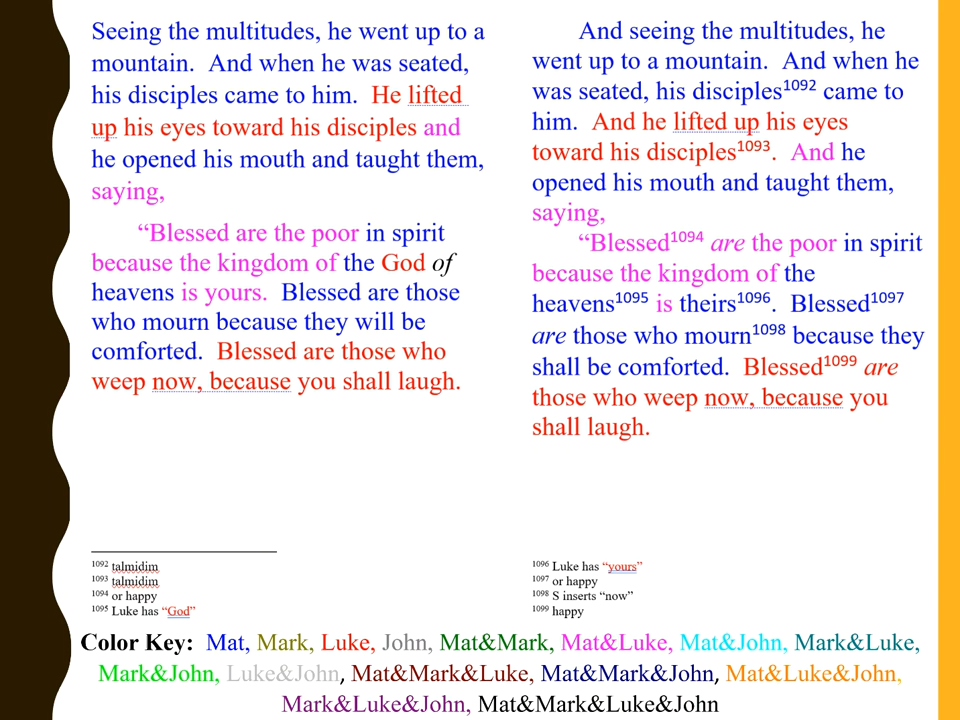 Seeing the multitudes, he went up to a
mountain.  And when he was seated,
his disciples came to him.  He lifted
up his eyes toward his disciples and
he opened his mouth and taught them,
saying,
“Blessed are the poor in spirit
because the kingdom of the God of
heavens is yours.  Blessed are those
who mourn because they will be
comforted.  Blessed are those who
weep now, because you shall laugh.
And seeing the multitudes, he
went up to a mountain.  And when he
was seated, his disciples1092 came to
him.  And he lifted up his eyes
toward his disciples1093.  And he
opened his mouth and taught them,
saying,
“Blessed1094 are the poor in spirit
because the kingdom of the
heavens1095 is theirs1096.  Blessed1097
are those who mourn1098 because they
shall be comforted.  Blessed1099 are
those who weep now, because you
shall laugh.
1092 talmidim
1093 talmidim
1094 or happy
1095 Luke has “God”
1096 Luke has “yours”
1097 or happy
1098 S inserts “now”
1099 happy
Color Key:  Mat, Mark, Luke, John, Mat&Mark, Mat&Luke, Mat&John, Mark&Luke,
Mark&John, Luke&John, Mat&Mark&Luke, Mat&Mark&John, Mat&Luke&John,
Mark&Luke&John, Mat&Mark&Luke&John